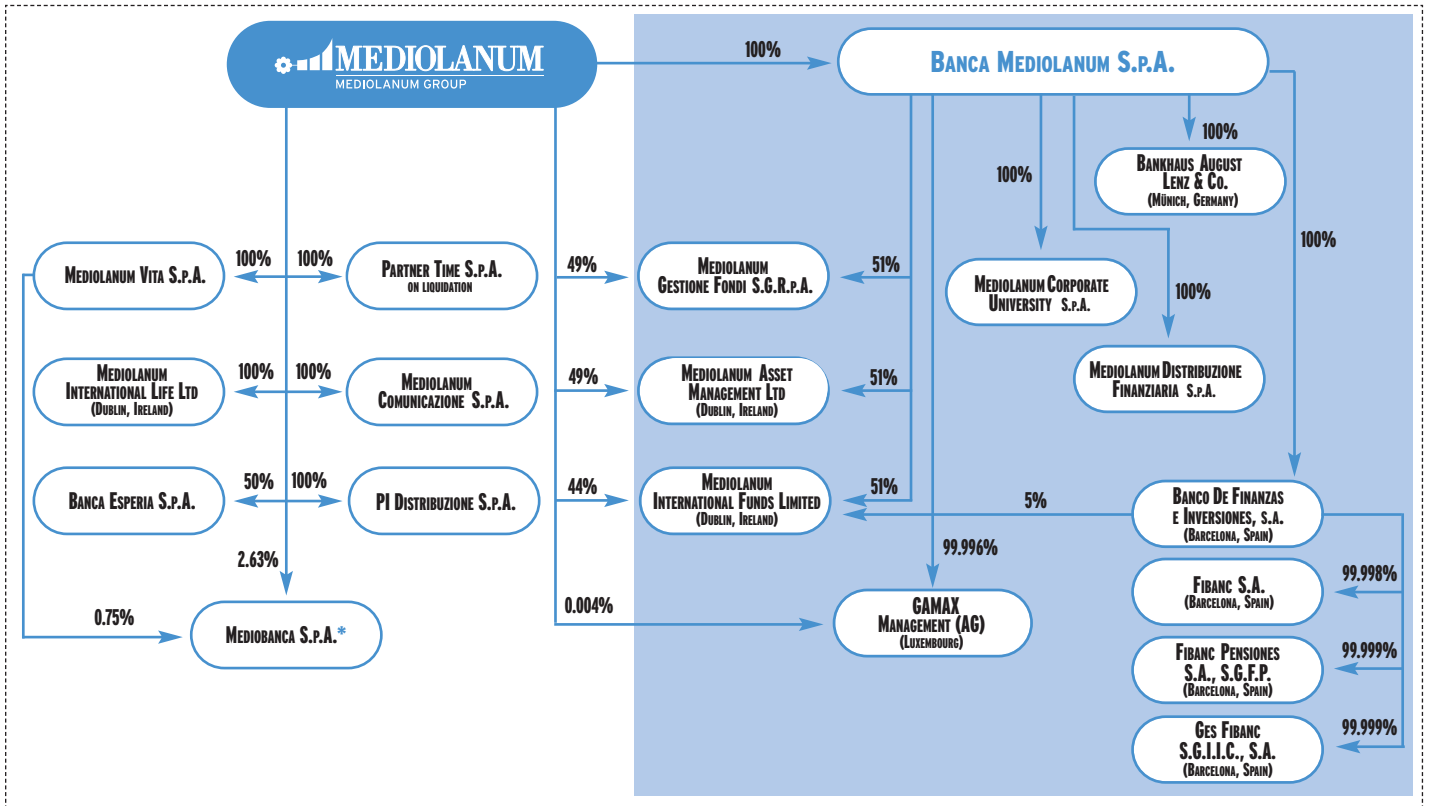 MEDIOLANUM
MEDIOLANUM GROUP
100%
BANCA MEDIOLANUM S.P.A.
100%
BANKHAUS AUGUST
LENZ & CO.
(MÜNICH, GERMANY)
100%
100%
MEDIOLANUM VITA S.P.A.
100%
100%
PARTNER TIME S.P.A.
ON LIQUIDATION
49%
MEDIOLANUM
GESTIONE FONDI S.G.R.P.A.
51%
MEDIOLANUM CORPORATE
UNIVERSITY S.P.A.
100%
MEDIOLANUM
INTERNATIONAL LIFE LTD
(DUBLIN, IRELAND)
100%
100%
MEDIOLANUM
COMUNICAZIONE S.P.A.
49%
MEDIOLANUM ASSET
MANAGEMENT LTD
(DUBLIN, IRELAND)
51%
MEDIOLANUM DISTRIBUZIONE
FINANZIARIA S.P.A.
BANCA ESPERIA S.P.A.
50%
100%
PI DISTRIBUZIONE S.P.A.
44%
MEDIOLANUM
INTERNATIONAL FUNDS LIMITED
(DUBLIN, IRELAND)
51%
5%
BANCO DE FINANZAS
E INVERSIONES, S.A.
(BARCELONA, SPAIN)
2.63%
99.996%
99.998%
FIBANC S.A.
(BARCELONA, SPAIN)
0.75%
MEDIOBANCA S.P.A.*
0.004%
GAMAX
MANAGEMENT (AG)
(LUXEMBOURG)
FIBANC PENSIONES
S.A., S.G.F.P.
(BARCELONA, SPAIN)
99.999%
GES FIBANC
S.G.I.I.C., S.A.
(BARCELONA, SPAIN)
99.999%